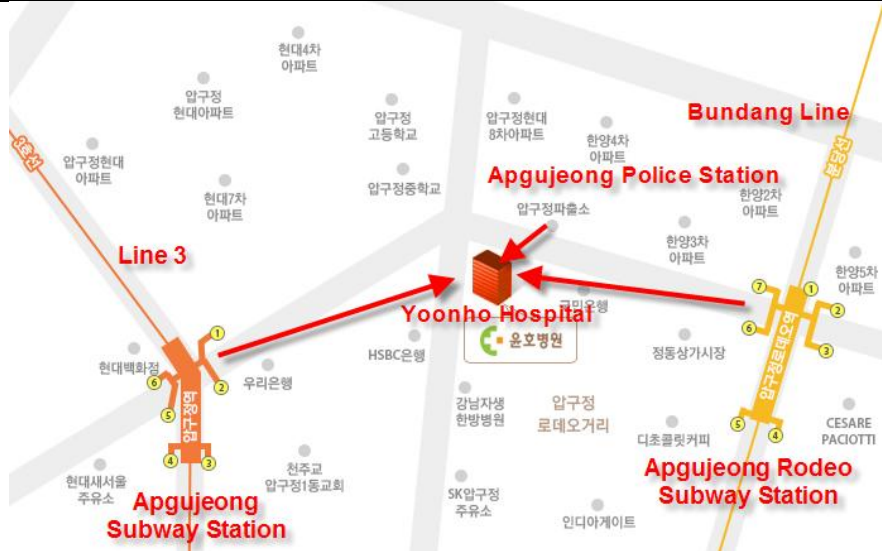 현대4차
아파트
압구정
현대아파트
압구정
고등학교
압구정현대
8차아파트
Bundang Line
3호선
한양4차
아파트
분당선
압구정현대
아파트
현대7차
아파트
압구정중학교
Apgujeong Police Station
압구정파출소
한양2차
아파트
Line 3
한양3차
아파트
한양5차
아파트
7
1
2
6
3
Yoonho Hospital
국민은행
윤호병원
1
현대백화점
6
2
5
우리은행
HSBC은행
정동상가시장
압구정로데오역
압구정역
강남자생
한방병원
압구정
로데오거리
디초콜릿커피
5
4
CESARE
PACIOTTI
4
3
현대새서울
주유소
천주교
압구정1동교회
Apgujeong
Subway Station
SK압구정
주유소
인디아게이트
Apgujeong Rodeo
Subway Station